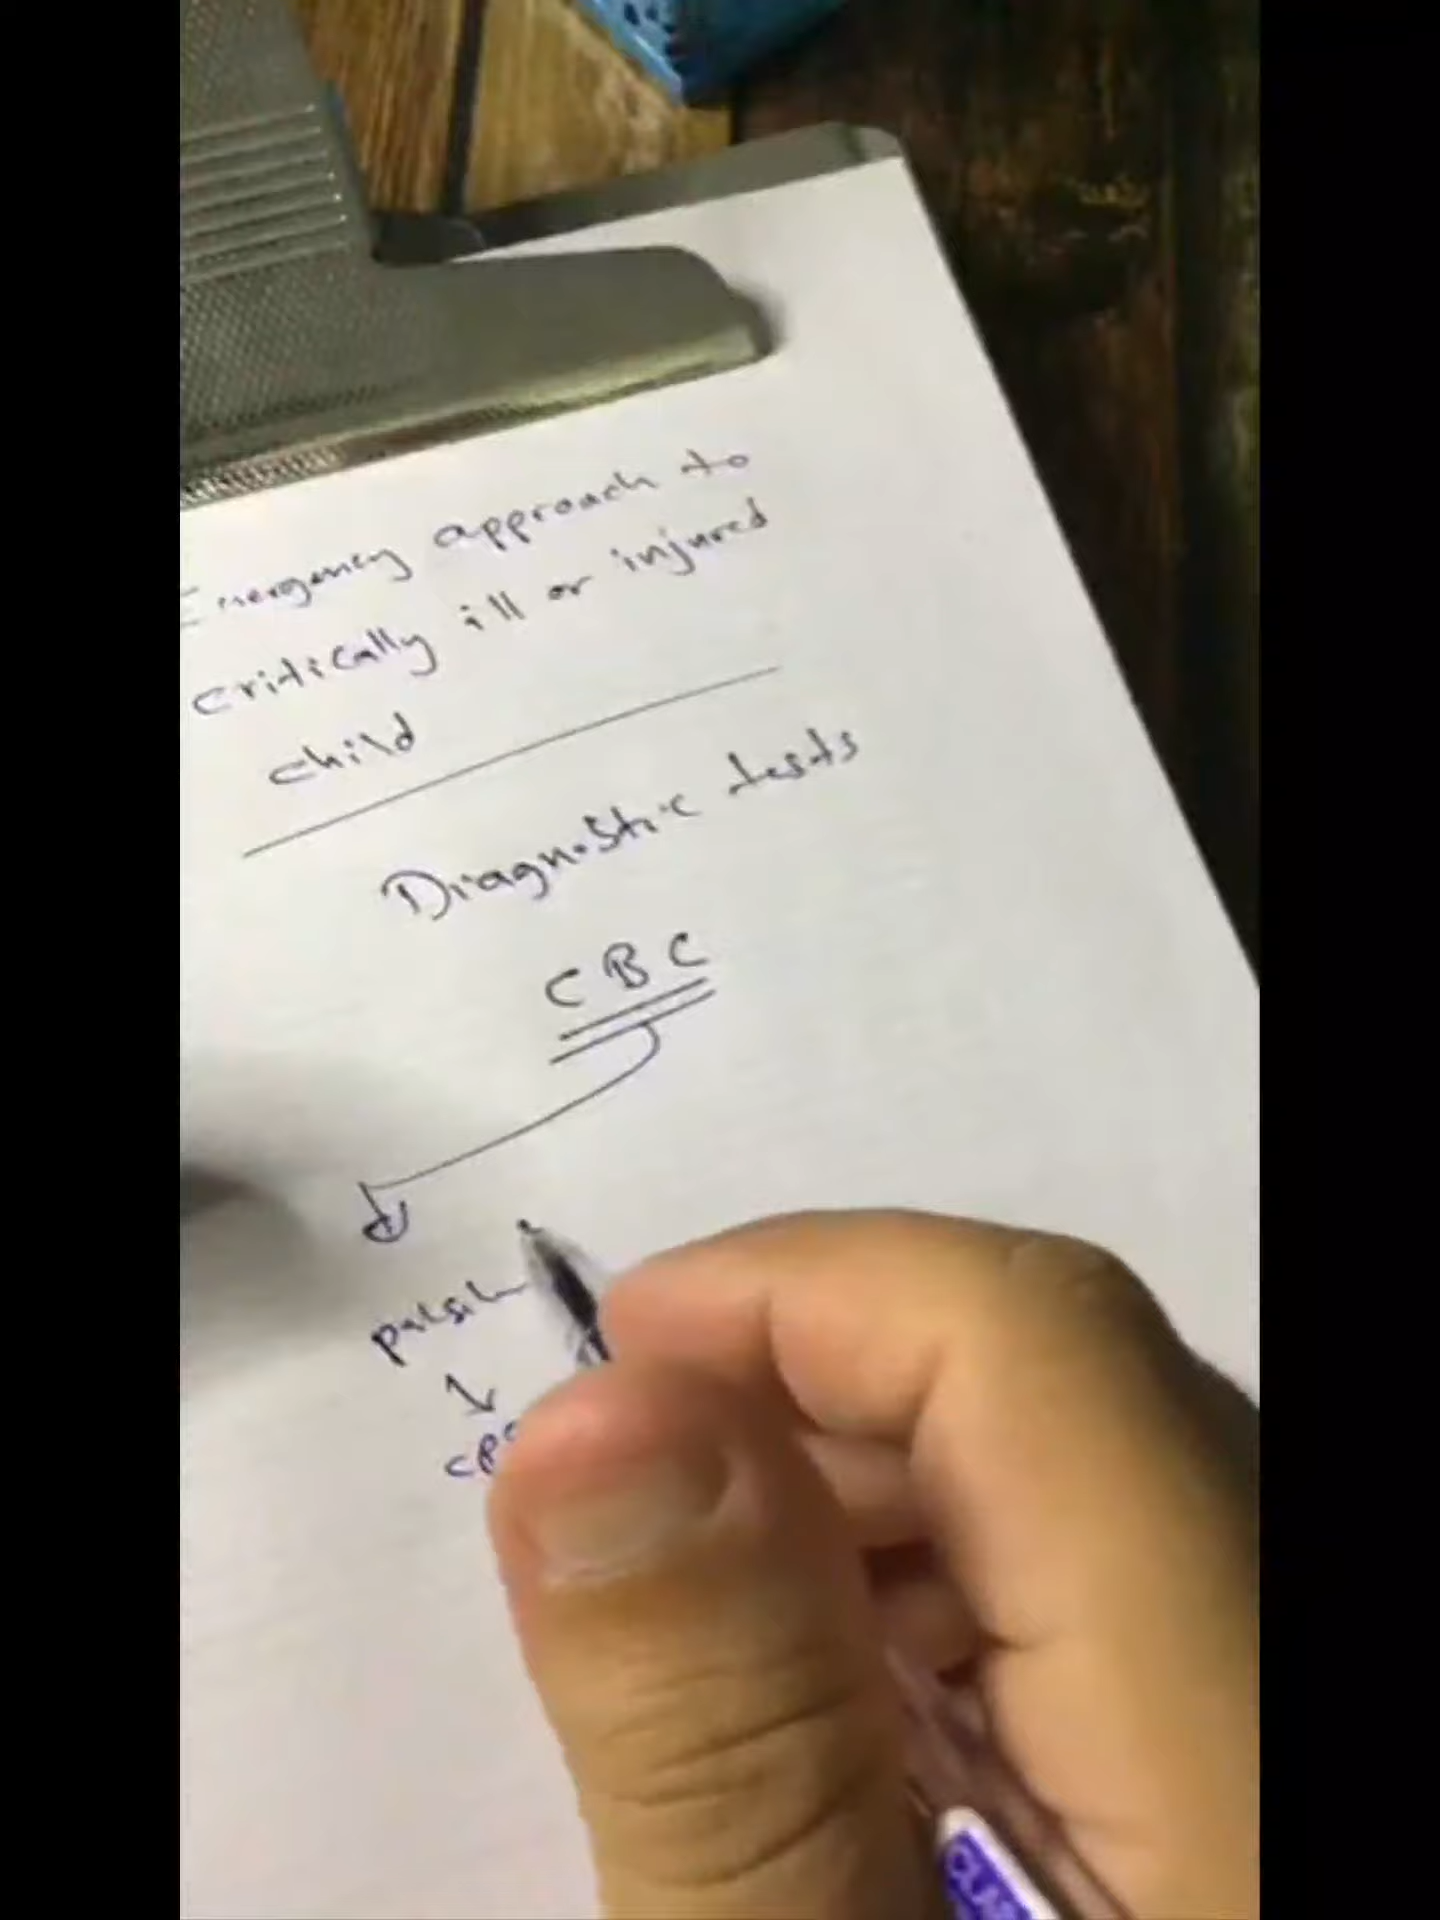 Emergency approach to
critically ill or injured
child
Diagnostic tests
CBC